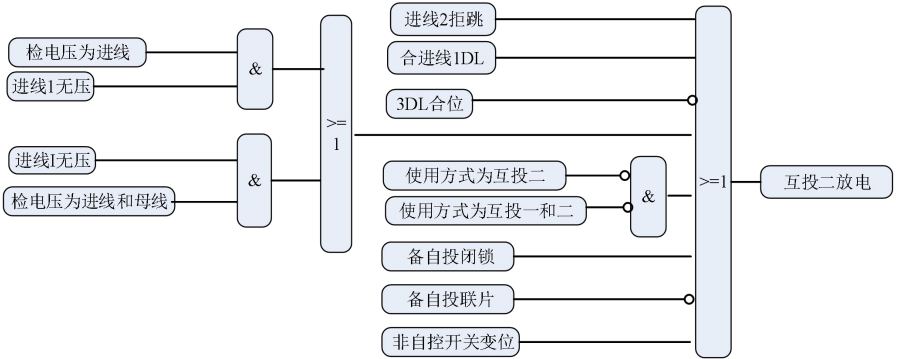 检电压为进线
进线1无压
&
进线I无压
检电压为进线和母线
&
>=
1
进线2拒跳
合进线1DL
3DL合位
使用方式为互投二
使用方式为互投一和二
&
备自投闭锁
备自投联片
非自控开关变位
>=1
互投二放电